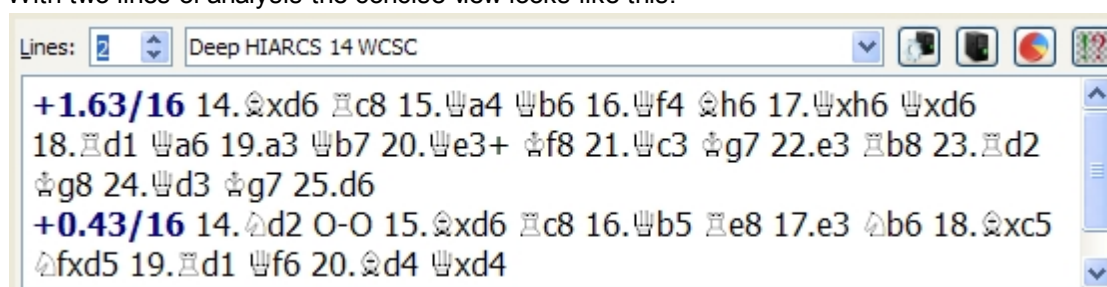 With two lines of analysis the concise view looks like this:
Lines: 2 Deep HIARCS 14 WCSC
+1.63/16 14.♗xd6 ♖c8 15.♕a4 ♕b6 16.♕f4 ♗h6 17.♕xh6 ♕xd6
18.♖d1 ♕a6 19.a3 ♕b7 20.♕e3+ ♔f8 21.♕c3 ♔g7 22.e3 ♖b8 23.♖d2
♔g8 24.♕d3 ♔g7 25.d6
+0.43/16 14.♘d2 O-O 15.♗xd6 ♖c8 16.♕b5 ♖e8 17.e3 ♘b6 18.♗xc5
♘fxd5 19.♖d1 ♕f6 20.♗d4 ♕xd4